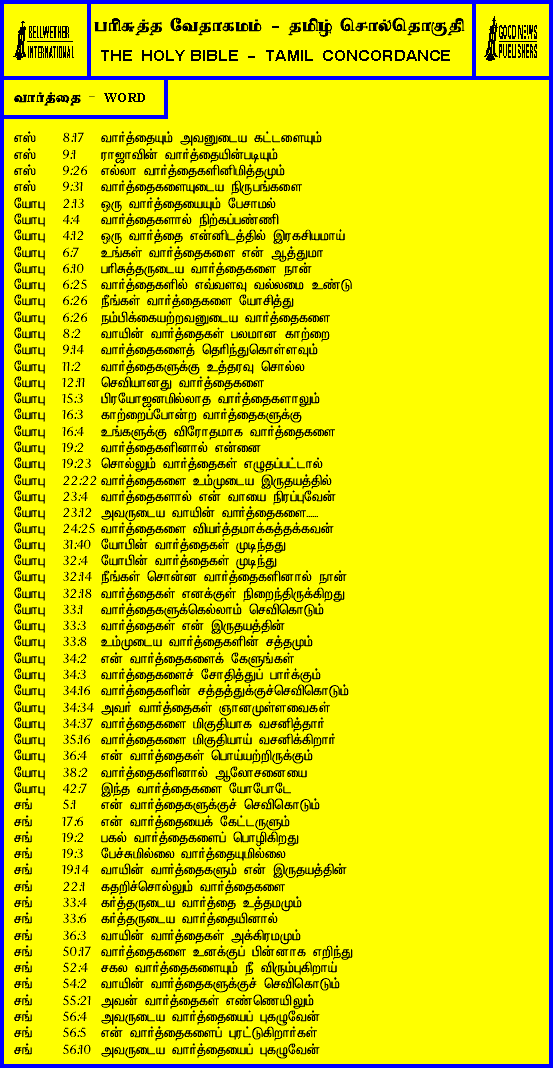 BELLWETHER
INTERNATIONAL
பரிசுத்த வேதாகமம் - தமிழ் சொல்தொகுதி
THE HOLY BIBLE - TAMIL CONCORDANCE
GOOD NEWS
PUBLISHERS
வார்த்தை - WORD
எஸ் 8:17 வார்த்தையும் அவனுடைய கட்டளையும்
எஸ் 9:1 ராஜாவின் வார்த்தையின்படியும்
எஸ் 9:26 எல்லா வார்த்தைகளினிமித்தமும்
எஸ் 9:31 வார்த்தைகளையுடைய நிருபங்களை
யோபு 2:13 ஒரு வார்த்தையையும் பேசாமல்
யோபு 4:4 வார்த்தைகளால் நிற்கப்பண்ணி
யோபு 4:12 ஒரு வார்த்தை என்னிடத்தில் இரகசியமாய்
யோபு 6:7 உங்கள் வார்த்தைகளை என் ஆத்துமா
யோபு 6:10 பரிசுத்தருடைய வார்த்தைகளை நான்
யோபு 6:25 வார்த்தைகளில் எவ்வளவு வல்லமை உண்டு
யோபு 6:26 நீங்கள் வார்த்தைகளை யோசித்து
யோபு 6:26 நம்பிக்கையற்றவனுடைய வார்த்தைகளை
யோபு 8:2 வாயின் வார்த்தைகள் பலமான காற்றை
யோபு 9:14 வார்த்தைகளைத் தெரிந்துகொள்ளவும்
யோபு 11:2 வார்த்தைகளுக்கு உத்தரவு சொல்ல
யோபு 12:11 செவியானது வார்த்தைகளை
யோபு 15:3 பிரயோஜனமில்லாத வார்த்தைகளாலும்
யோபு 16:3 காற்றைப்போன்ற வார்த்தைகளுக்கு
யோபு 16:4 உங்களுக்கு விரோதமாக வார்த்தைகளை
யோபு 19:2 வார்த்தைகளினால் என்னை
யோபு 19:23 சொல்லும் வார்த்தைகள் எழுதப்பட்டால்
யோபு 22:22 வார்த்தைகளை உம்முடைய இருதயத்தில்
யோபு 23:4 வார்த்தைகளால் என் வாயை நிரப்புவேன்
யோபு 23:12 அவருடைய வாயின் வார்த்தைகளை.....
யோபு 24:25 வார்த்தைகளை வியர்த்தமாக்கத்தக்கவன்
யோபு 31:40 யோபின் வார்த்தைகள் முடிந்தது
யோபு 32:4 யோபின் வார்த்தைகள் முடிந்து
யோபு 32:14 நீங்கள் சொன்ன வார்த்தைகளினால் நான்
யோபு 32:18 வார்த்தைகள் எனக்குள் நிறைந்திருக்கிறது
யோபு 33:1 வார்த்தைகளுக்கெல்லாம் செவிகொடும்
யோபு 33:3 வார்த்தைகள் என் இருதயத்தின்
யோபு 33:8 உம்முடைய வார்த்தைகளின் சத்தமும்
யோபு 34:2 என் வார்த்தைகளைக் கேளுங்கள்
யோபு 34:3 வார்த்தைகளைச் சோதித்துப் பார்க்கும்
யோபு 34:16 வார்த்தைகளின் சத்தத்துக்குச்செவிகொடும்
யோபு 34:34 அவர் வார்த்தைகள் ஞானமுள்ளவைகள்
யோபு 34:37 வார்த்தைகளை மிகுதியாக வசனித்தார்
யோபு 35:16 வார்த்தைகளை மிகுதியாய் வசனிக்கிறார்
யோபு 36:4 என் வார்த்தைகள் பொய்யற்றிருக்கும்
யோபு 38:2 வார்த்தைகளினால் ஆலோசனையை
யோபு 42:7 இந்த வார்த்தைகளை யோபோடே
சங் 5:1 என் வார்த்தைகளுக்குச் செவிகொடும்
சங் 17:6 என் வார்த்தையைக் கேட்டருளும்
சங் 19:2 பகல் வார்த்தைகளைப் பொழிகிறது
சங் 19:3 பேச்சுமில்லை வார்த்தையுமில்லை
சங் 19:14 வாயின் வார்த்தைகளும் என் இருதயத்தின்
சங் 22:1 கதறிச்சொல்லும் வார்த்தைகளை
சங் 33:4 கர்த்தருடைய வார்த்தை உத்தமமும்
சங் 33:6 கர்த்தருடைய வார்த்தையினால்
சங் 36:3 வாயின் வார்த்தைகள் அக்கிரமமும்
சங் 50:17 வார்த்தைகளை உனக்குப் பின்னாக எறிந்து
சங் 52:4 சகல வார்த்தைகளையும் நீ விரும்புகிறாய்
சங் 54:2 வாயின் வார்த்தைகளுக்குச் செவிகொடும்
சங் 55:21 அவன் வார்த்தைகள் எண்ணெயிலும்
சங் 56:4 அவருடைய வார்த்தையைப் புகழுவேன்
சங் 56:5 என் வார்த்தைகளைப் புரட்டுகிறார்கள்
சங் 56:10 அவருடைய வார்த்தையைப் புகழுவேன்